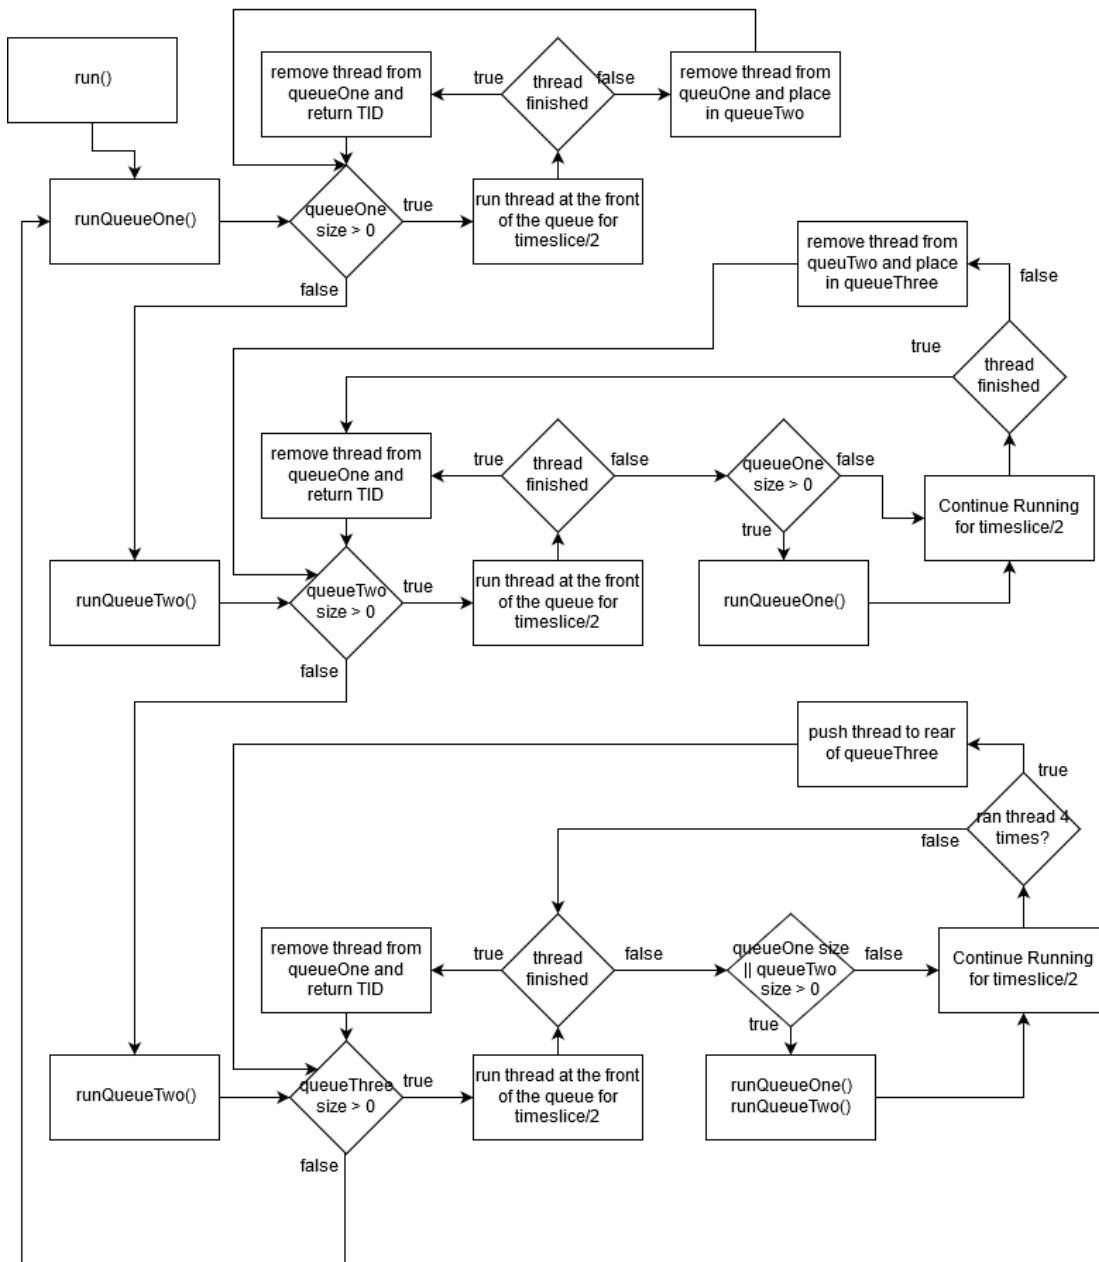 run()
remove thread from
queueOne and
return TID
true
thread
finished
false
remove thread from
queuOne and place
in queueTwo
runQueueOne()
queueOne
size > 0
true
run thread at the front
of the queue for
timeslice/2
false
remove thread from
queuTwo and place
in queueThree
false
true
thread
finished
remove thread from
queueOne and
return TID
true
thread
finished
false
queueOne
size > 0
false
Continue Running
for timeslice/2
true
runQueueTwo()
queueTwo
size > 0
true
run thread at the front
of the queue for
timeslice/2
runQueueOne()
false
push thread to rear
of queueThree
true
ran thread 4
times?
false
remove thread from
queueOne and
return TID
true
thread
finished
false
queueOne size
|| queueTwo
size > 0
false
Continue Running
for timeslice/2
true
runQueueTwo()
queueThree
size > 0
true
run thread at the front
of the queue for
timeslice/2
runQueueOne()
runQueueTwo()
false